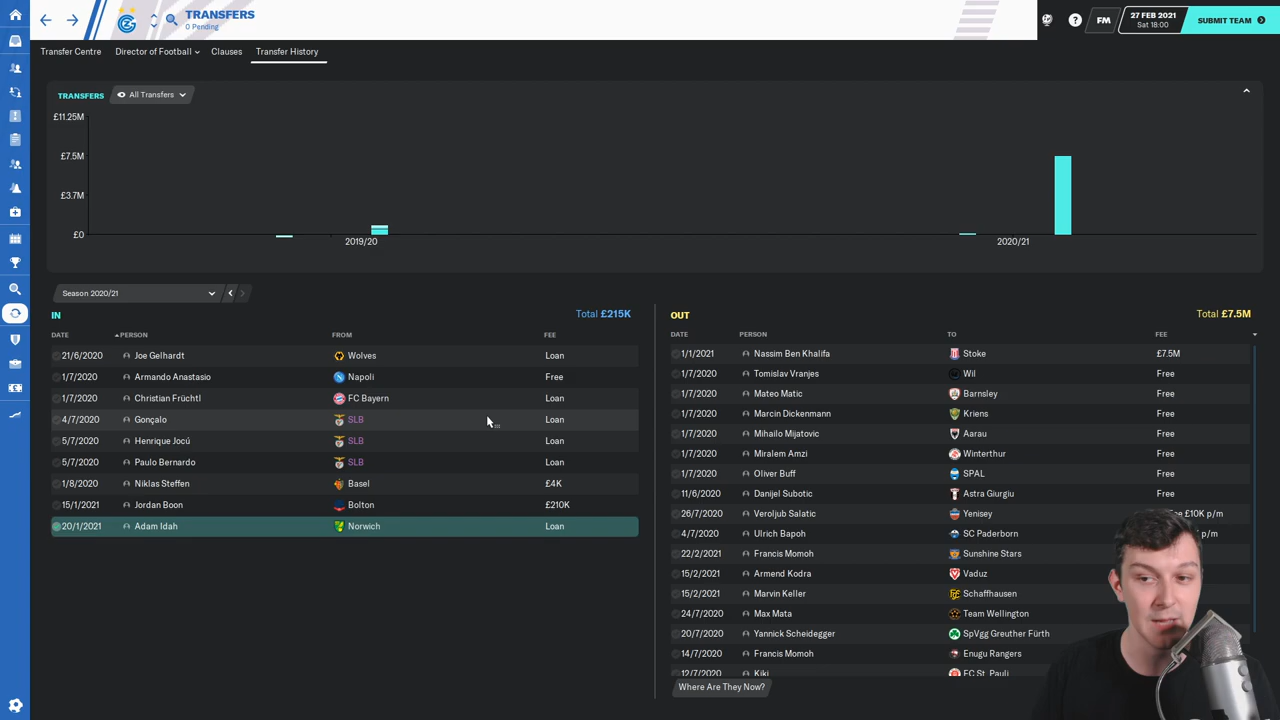 TRANSFERS
0 Pending
FM
27 FEB 2021
Sat 18:00
SUBMIT TEAM
Transfer Centre
Director of Football
Clauses
Transfer History
TRANSFERS
All Transfers
£11.25M
£7.5M
£3.7M
£0
2019/20
2020/21
Season 2020/21
IN
Total £215K
DATE PERSON FROM FEE
21/6/2020 Joe Gelhardt Wolves Loan
1/7/2020 Armando Anastasio Napoli Free
1/7/2020 Christian Früchtl FC Bayern Loan
4/7/2020 Gonçalo SLB Loan
5/7/2020 Henrique Jocú SLB Loan
5/7/2020 Paulo Bernardo SLB Loan
1/8/2020 Niklas Steffen Basel £4K
15/1/2021 Jordan Boon Bolton £210K
20/1/2021 Adam Idah Norwich Loan
OUT
Total £7.5M
DATE PERSON TO FEE
1/1/2021 Nassim Ben Khalifa Stoke £7.5M
1/7/2020 Tomislav Vranjes Wil Free
1/7/2020 Mateo Matic Barnsley Free
1/7/2020 Marcin Dickenmann Kriens Free
1/7/2020 Mihailo Mijatovic Aarau Free
1/7/2020 Miralem Amzi Winterthur Free
1/7/2020 Oliver Buff SPAL Free
11/6/2020 Danijel Subotic Astra Giurgiu Free
26/7/2020 Veroljub Salatic Yenisey £10K p/m
4/7/2020 Ulrich Bapoh SC Paderborn p/m
22/2/2021 Francis Momoh Sunshine Stars
15/2/2021 Armend Kodra Vaduz
15/2/2021 Marvin Keller Schaffhausen
24/7/2020 Max Mata Team Wellington
20/7/2020 Yannick Scheidegger SpVgg Greuther Fürth
14/7/2020 Francis Momoh Enugu Rangers
12/7/2020 Kiki FC St. Pauli
Where Are They Now?